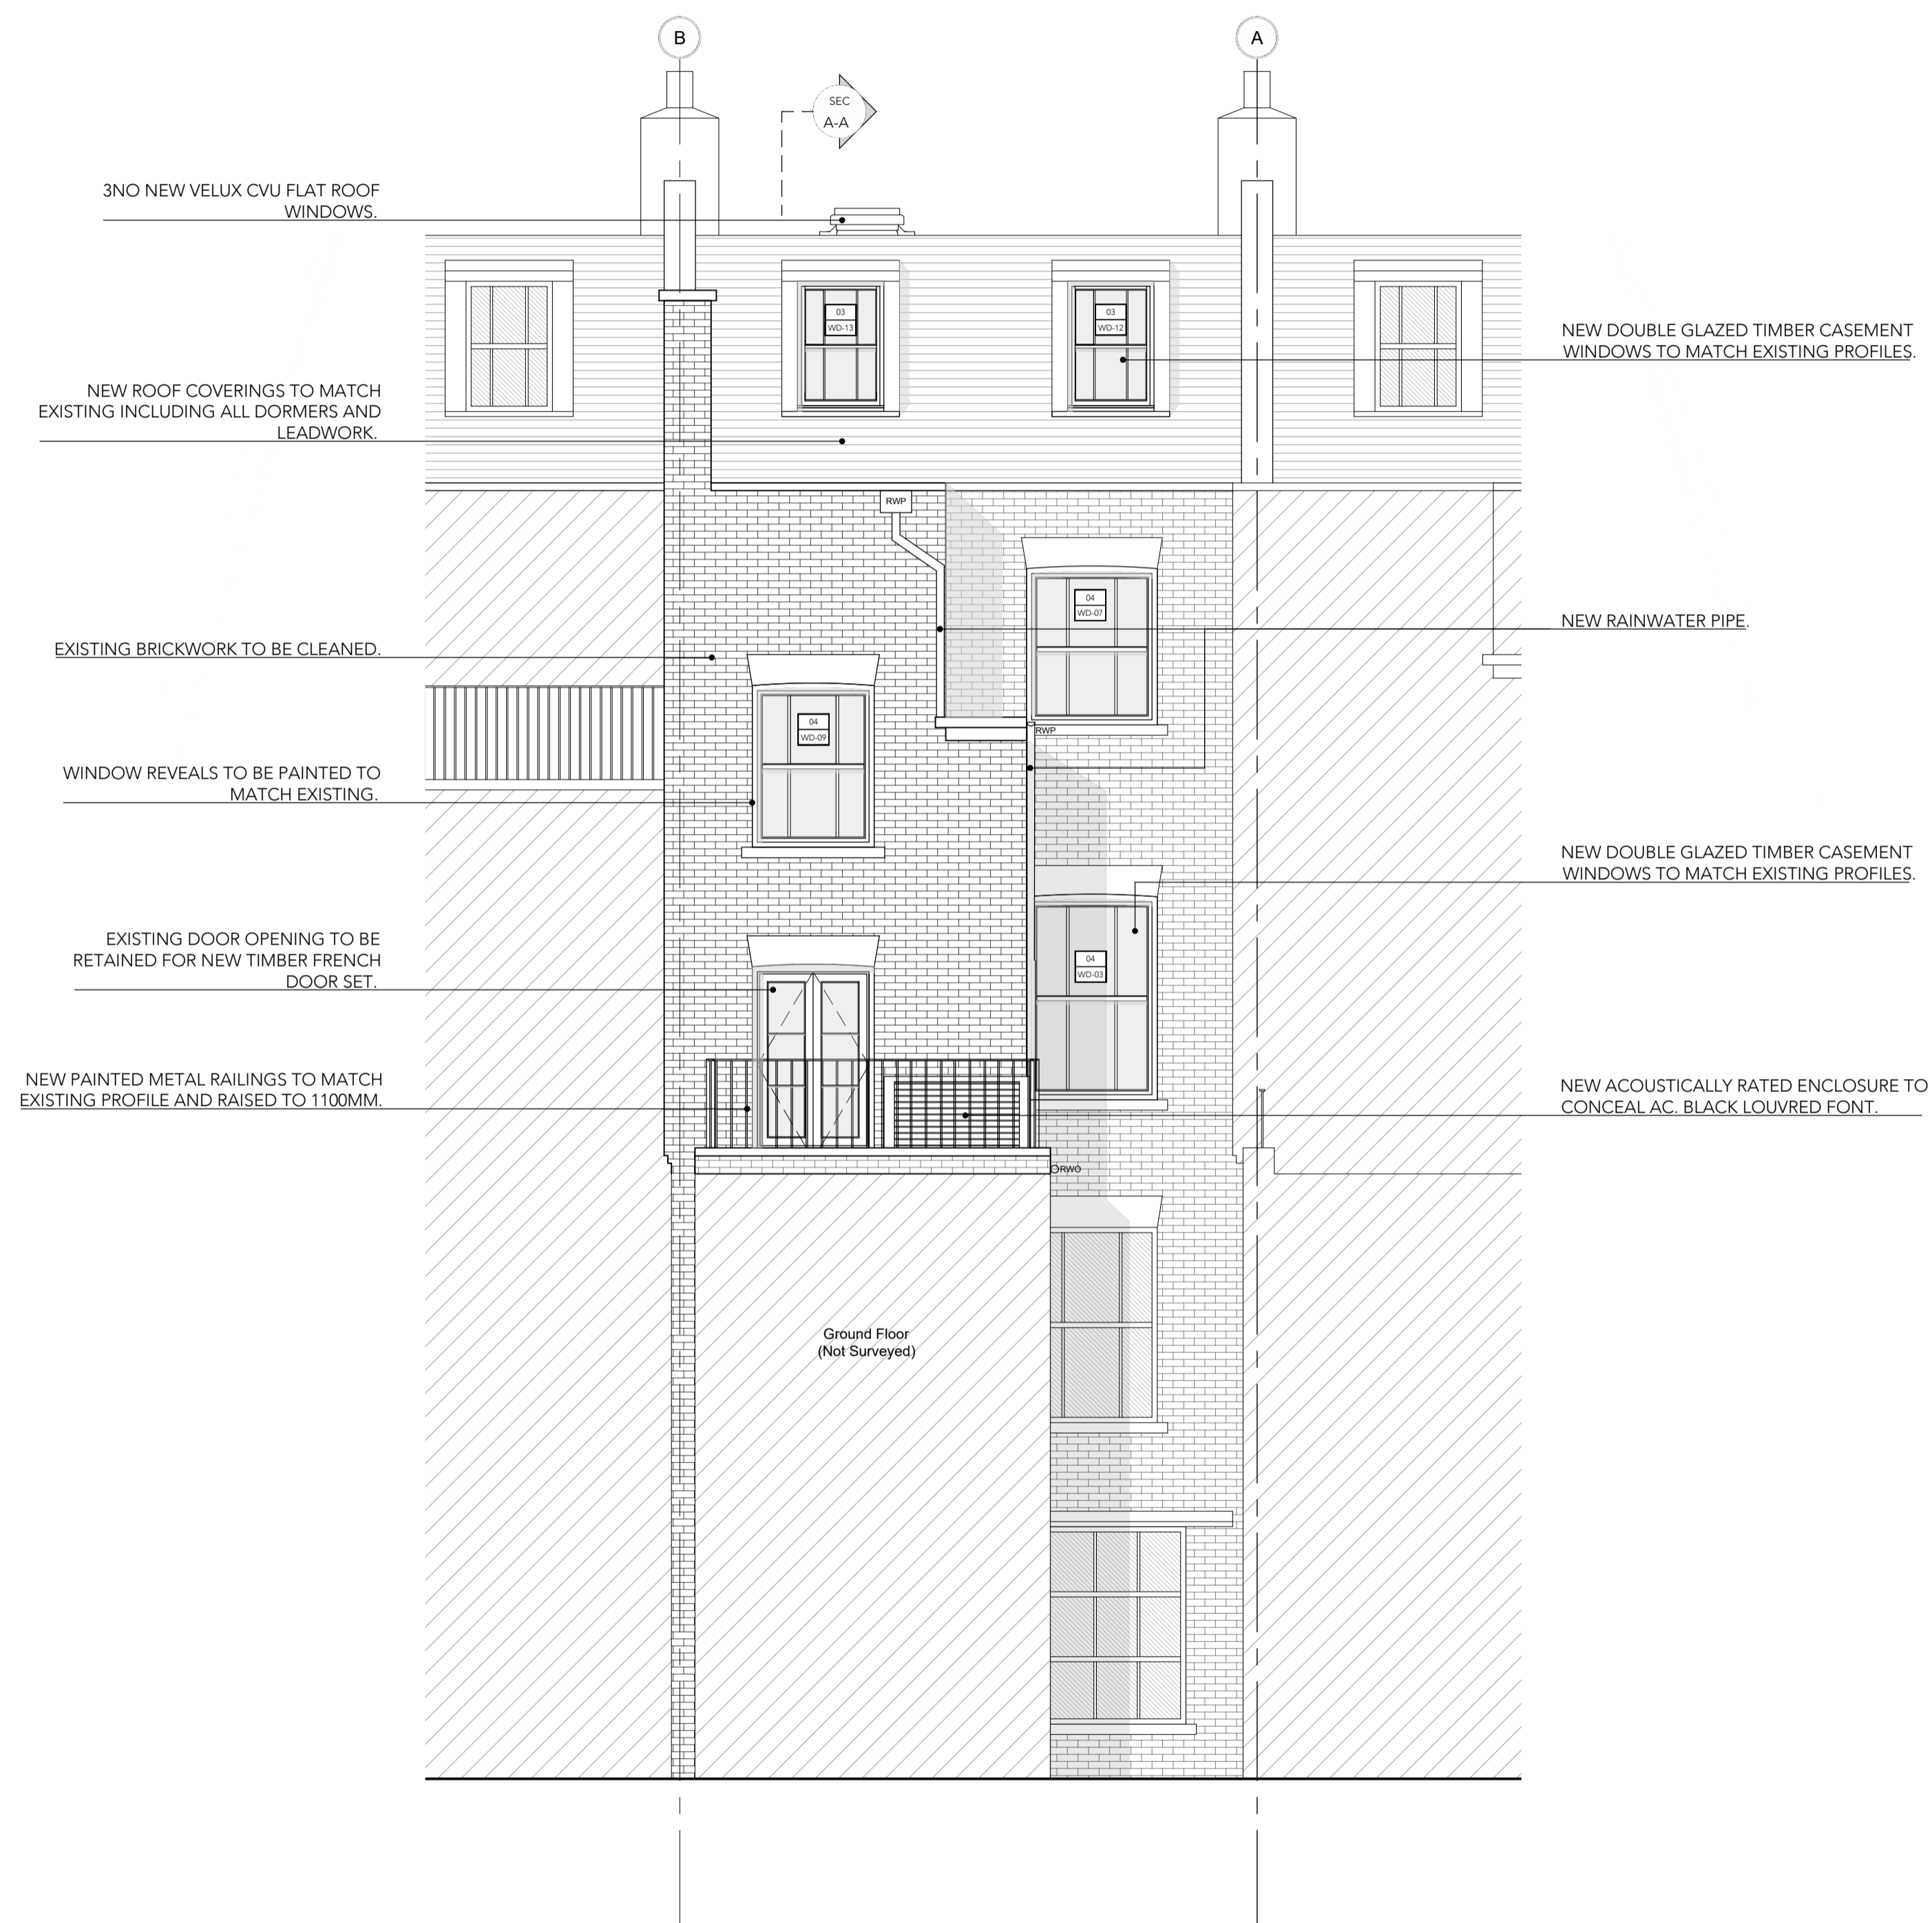 B
A
SEC
A-A
3NO NEW VELUX CVU FLAT ROOF
WINDOWS.
03
WD-13
03
WD-12
NEW DOUBLE GLAZED TIMBER CASEMENT
WINDOWS TO MATCH EXISTING PROFILES.
NEW ROOF COVERINGS TO MATCH
EXISTING INCLUDING ALL DORMERS AND
LEADWORK.
RWP
04
WD-07
NEW RAINWATER PIPE.
EXISTING BRICKWORK TO BE CLEANED.
04
WD-09
RWP
WINDOW REVEALS TO BE PAINTED TO
MATCH EXISTING.
NEW DOUBLE GLAZED TIMBER CASEMENT
WINDOWS TO MATCH EXISTING PROFILES.
EXISTING DOOR OPENING TO BE
RETAINED FOR NEW TIMBER FRENCH
DOOR SET.
04
WD-03
NEW PAINTED METAL RAILINGS TO MATCH
EXISTING PROFILE AND RAISED TO 1100MM.
NEW ACOUSTICALLY RATED ENCLOSURE TO
CONCEAL AC. BLACK LOUVRED FONT.
RWO
Ground Floor
(Not Surveyed)